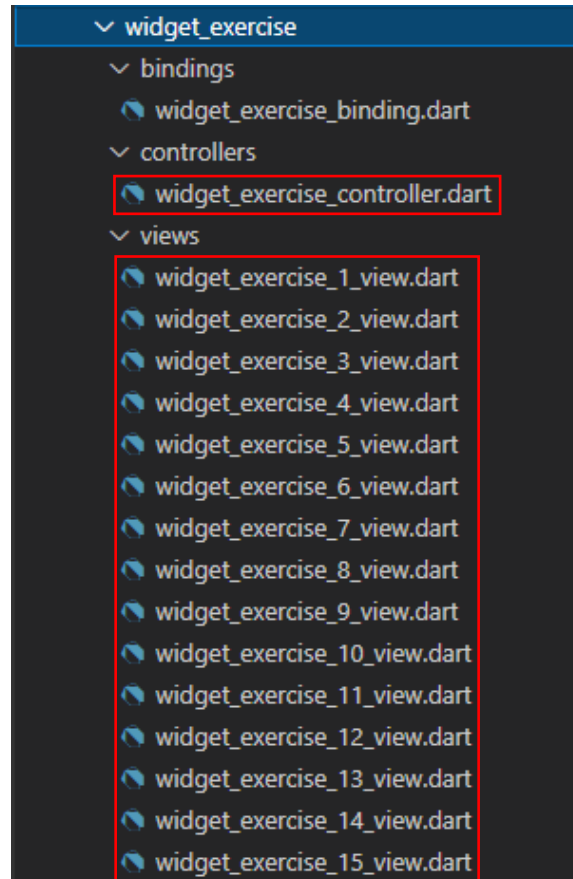 widget_exercise
bindings
widget_exercise_binding.dart
controllers
widget_exercise_controller.dart
views
widget_exercise_1_view.dart
widget_exercise_2_view.dart
widget_exercise_3_view.dart
widget_exercise_4_view.dart
widget_exercise_5_view.dart
widget_exercise_6_view.dart
widget_exercise_7_view.dart
widget_exercise_8_view.dart
widget_exercise_9_view.dart
widget_exercise_10_view.dart
widget_exercise_11_view.dart
widget_exercise_12_view.dart
widget_exercise_13_view.dart
widget_exercise_14_view.dart
widget_exercise_15_view.dart